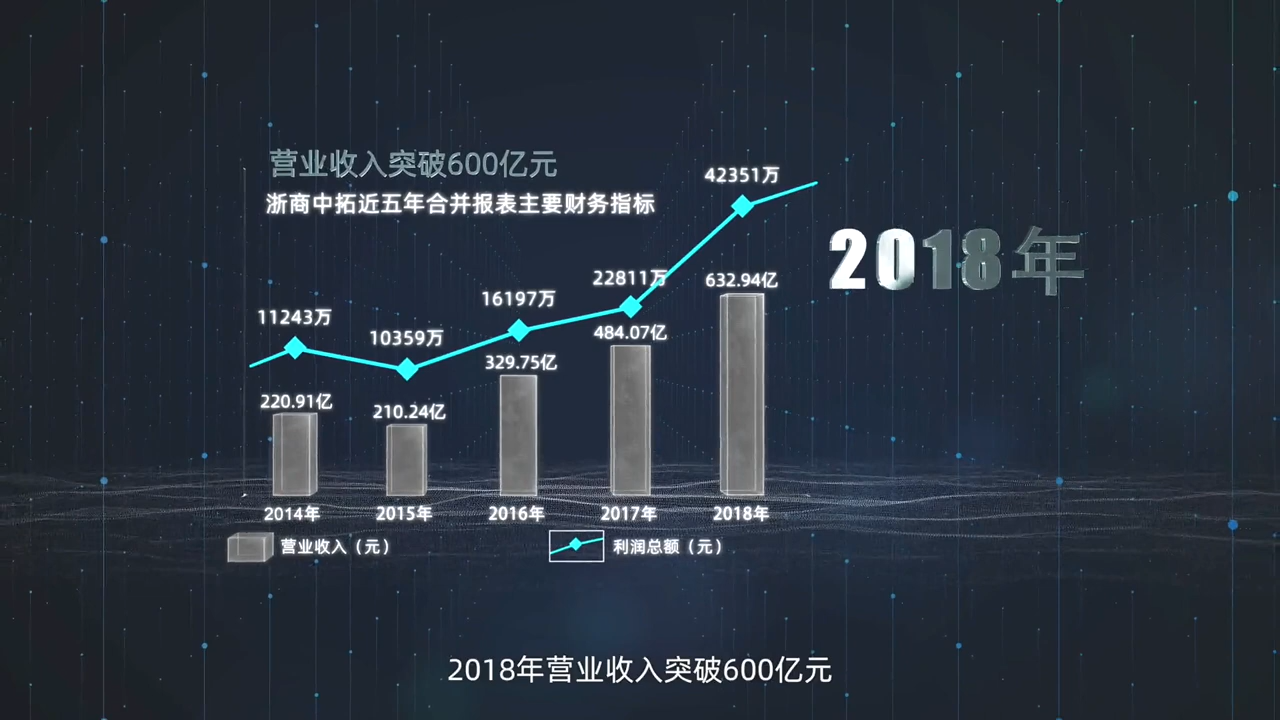 营业收入突破600亿元
浙商中拓近五年合并报表主要财务指标
42351万
2018年
22811万
632.94亿
16197万
11243万
10359万
484.07亿
329.75亿
220.91亿
210.24亿
2014年 2015年 2016年 2017年 2018年
营业收入（元） 利润总额（元）
2018年营业收入突破600亿元